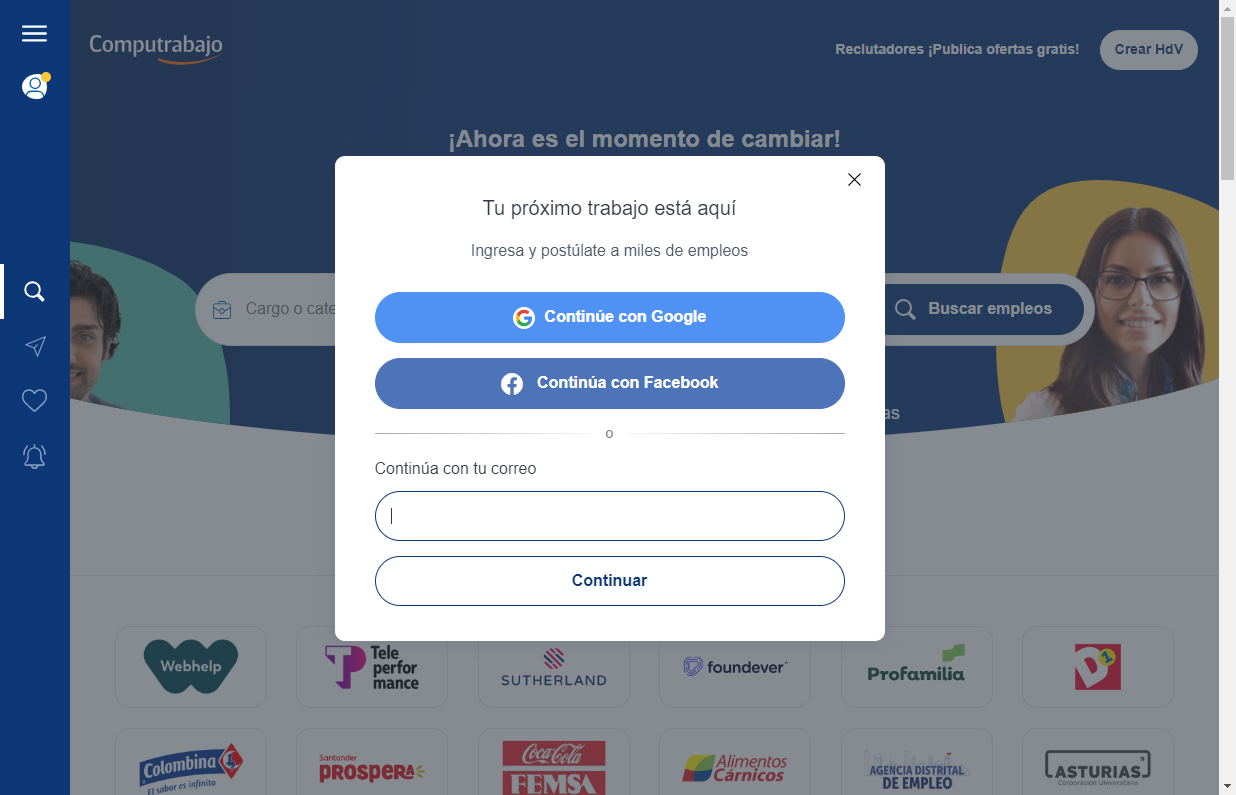 Computrabajo
Reclutadores ¡Publica ofertas gratis!
Crear HdV
¡Ahora es el momento de cambiar!
Tu próximo trabajo está aquí
Ingresa y postúlate a miles de empleos
Cargo o cate
Buscar empleos
Continúe con Google
Continúa con Facebook
as
o
Continúa con tu correo
Continuar
Webhelp
Tele
perfor
mance
SUTHERLAND
foundever
Profamilia
D1
Colombina
El sabor es infinito
Santander
PROSPERA
Coca-Cola
FEMSA
Alimentos
Cárnicos
AGENCIA DISTRITAL
DE EMPLEO
ASTURIAS
Corporación Universitaria